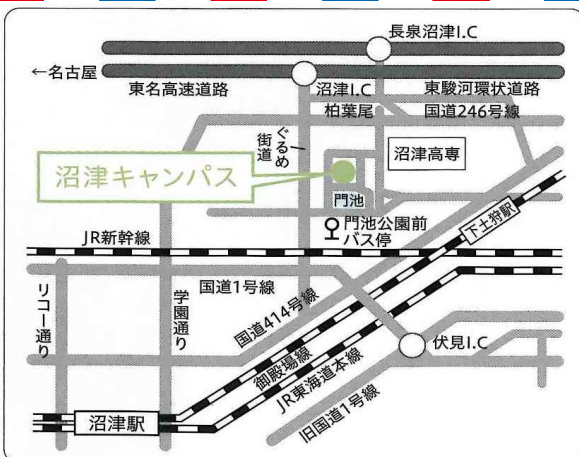 長泉沼津I.C
←名古屋
東名高速道路
沼津I.C
東駿河環状道路
柏葉尾
国道246号線
ぐるめ
街道
沼津高専
沼津キャンパス
門池
門池公園前
バス停
下土狩駅
JR新幹線
国道1号線
リコー通り
学園通り
国道414号線
伏見I.C
御殿場線
JR東海道本線
旧国道1号線
沼津駅